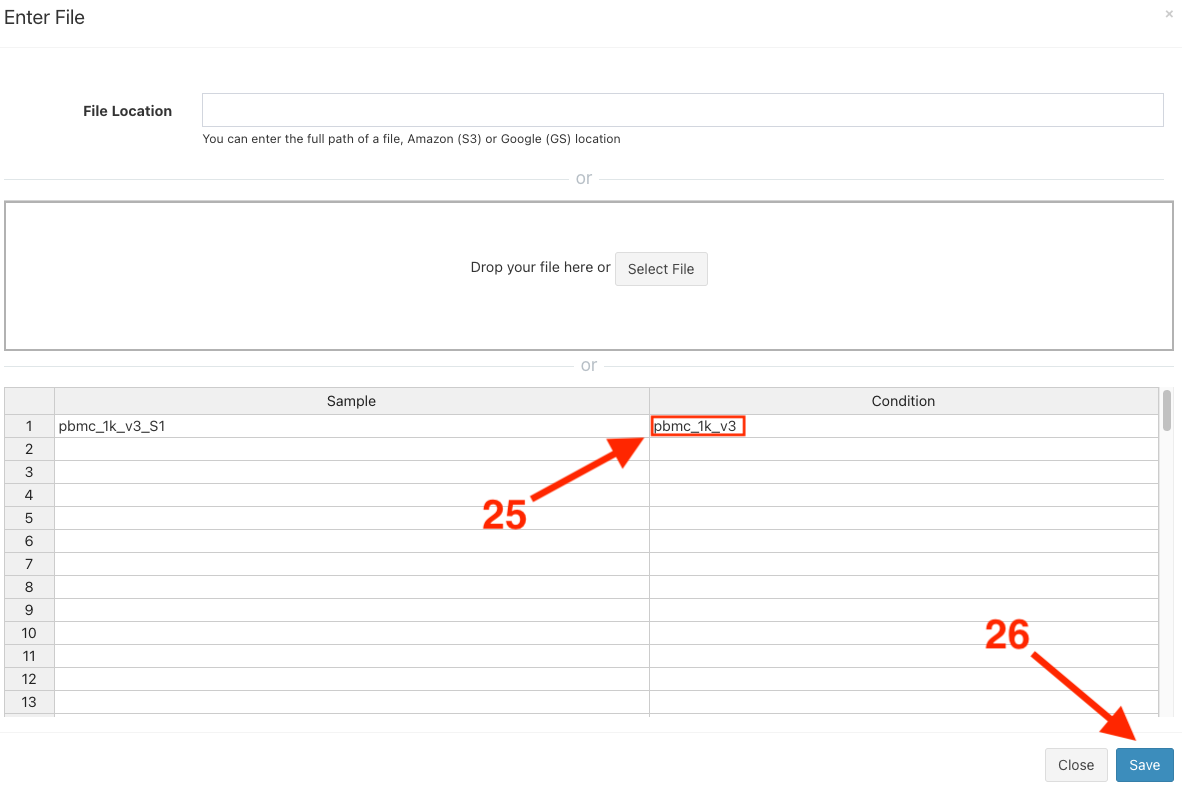 Enter File
×
File Location
You can enter the full path of a file, Amazon (S3) or Google (GS) location
or
Drop your file here or Select File
or
Sample Condition
1 pbmc_1k_v3_S1 pbmc_1k_v3
2
3
4
25
5
6
7
8
9
26
10
11
12
13
Close Save